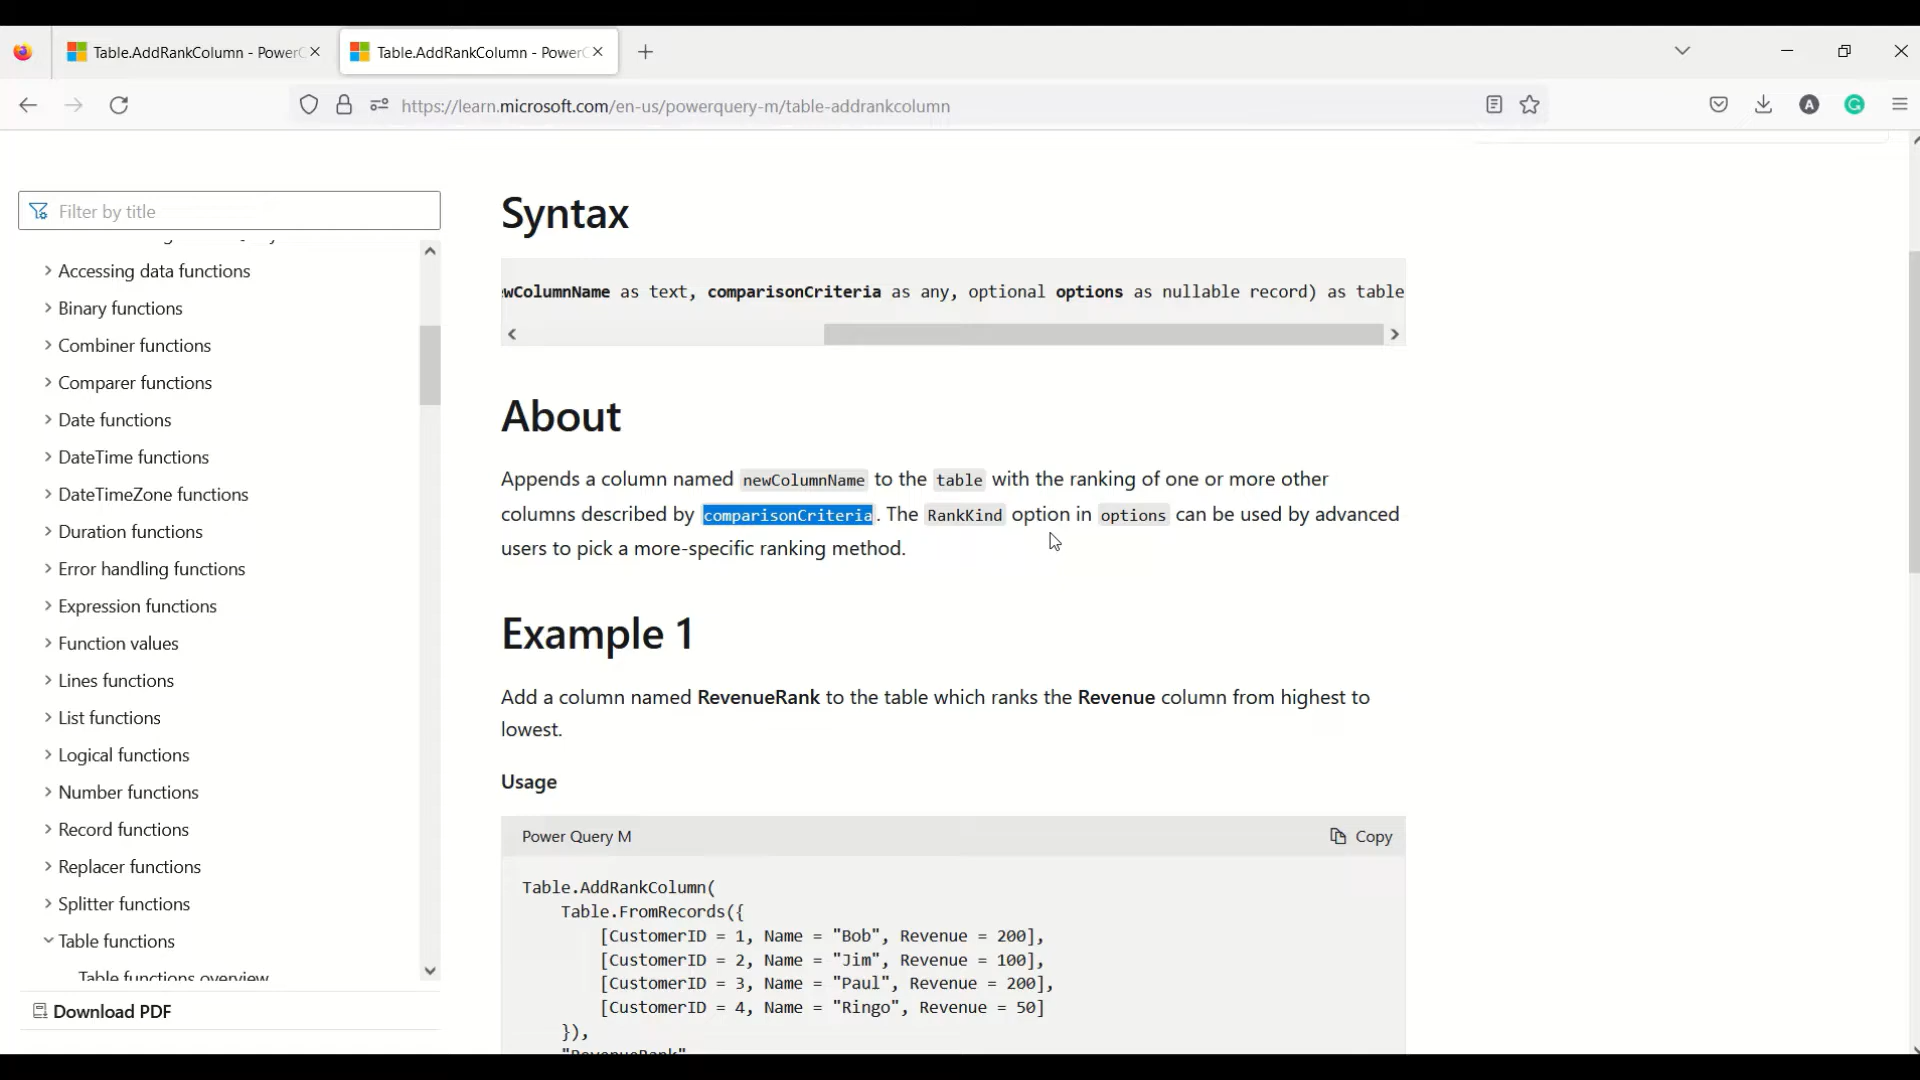 Table.AddRankColumn - PowerQ
Table.AddRankColumn - PowerQ
https://learn.microsoft.com/en-us/powerquery-m/table-addrankcolumn
Filter by title
Accessing data functions
Binary functions
Combiner functions
Comparer functions
Date functions
DateTime functions
DateTimeZone functions
Duration functions
Error handling functions
Expression functions
Function values
Lines functions
List functions
Logical functions
Number functions
Record functions
Replacer functions
Splitter functions
Table functions
Table functions overview
Download PDF
Syntax
ewColumnName as text, comparisonCriteria as any, optional options as nullable record) as table
About
Appends a column named newColumnName to the table with the ranking of one or more other
columns described by comparisonCriteria. The RankKind option in options can be used by advanced
users to pick a more-specific ranking method.
Example 1
Add a column named RevenueRank to the table which ranks the Revenue column from highest to
lowest.
Usage
Power Query M
Copy
Table.AddRankColumn(
Table.FromRecords({
[CustomerID = 1, Name = "Bob", Revenue = 200],
[CustomerID = 2, Name = "Jim", Revenue = 100],
[CustomerID = 3, Name = "Paul", Revenue = 200],
[CustomerID = 4, Name = "Ringo", Revenue = 50]
}),
"RevenueRank"